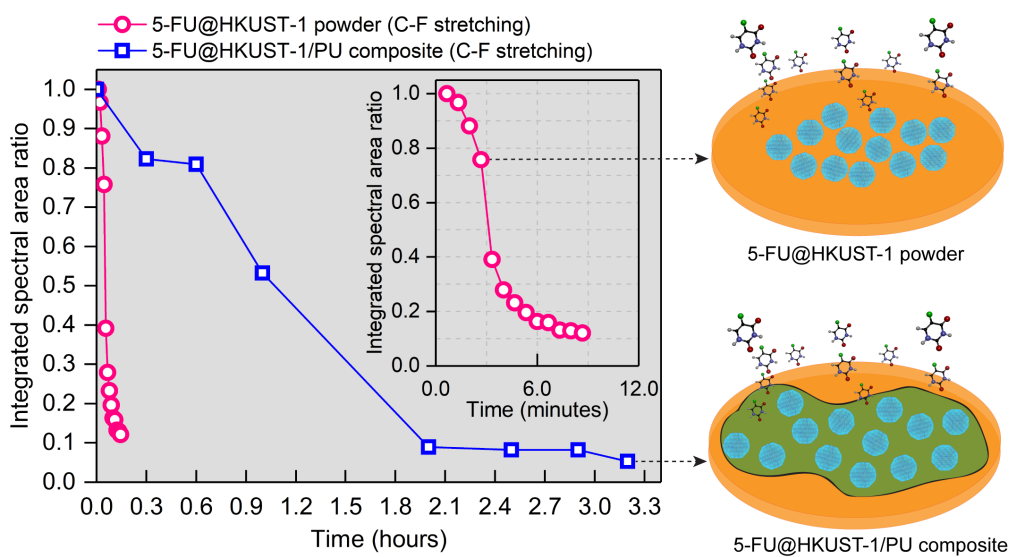 5-FU@HKUST-1 powder (C-F stretching)
5-FU@HKUST-1/PU composite (C-F stretching)
Integrated spectral area ratio
1.0
0.9
0.8
0.7
0.6
0.5
0.4
0.3
0.2
0.1
0.0
0.0 0.3 0.6 0.9 1.2 1.5 1.8 2.1 2.4 2.7 3.0 3.3
Time (hours)
Integrated spectral area ratio
1.0
0.8
0.6
0.4
0.2
0.0
0.0 6.0 12.0
Time (minutes)
5-FU@HKUST-1 powder
5-FU@HKUST-1/PU composite